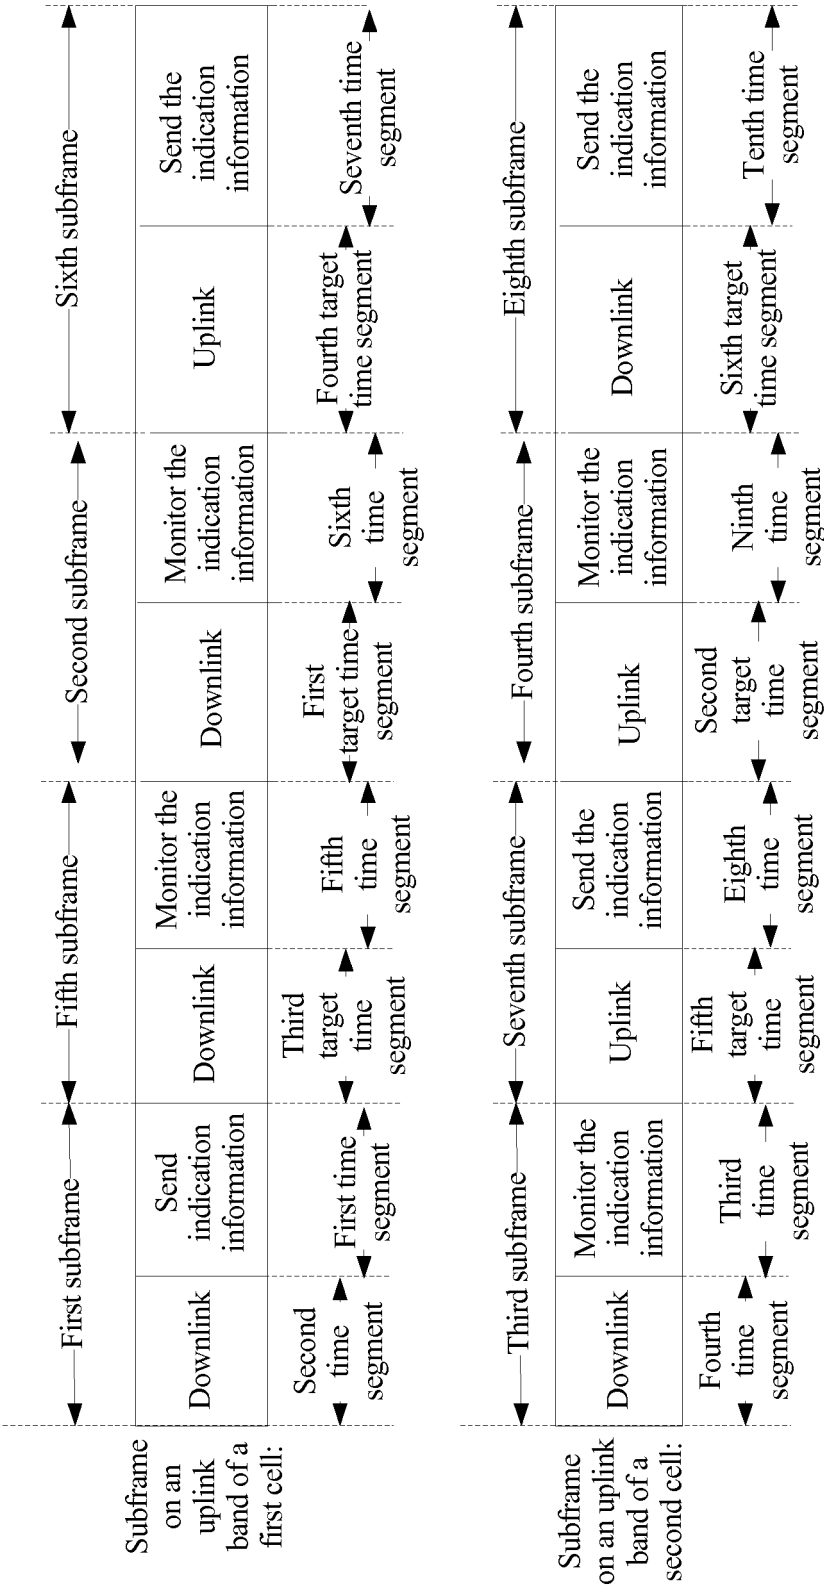 First subframe
Fifth subframe
Second subframe
Sixth subframe
Subframe
on an
uplink
band of a
first cell:
Downlink
Send
indication
information
Downlink
Monitor the
indication
information
Downlink
Monitor the
indication
information
Uplink
Send the
indication
information
Second
time
segment
First time
segment
Third
target
time
segment
Fifth
time
segment
First
target time
segment
Sixth
time
segment
Fourth target
time segment
Seventh time
segment
Third subframe
Seventh subframe
Fourth subframe
Eighth subframe
Subframe
on an uplink
band of a
second cell:
Downlink
Monitor the
indication
information
Uplink
Send the
indication
information
Uplink
Monitor the
indication
information
Downlink
Send the
indication
information
Fourth
time
segment
Third
time
segment
Fifth
target
time
segment
Eighth
time
segment
Second
target
time
segment
Ninth
time
segment
Sixth target
time segment
Tenth time
segment